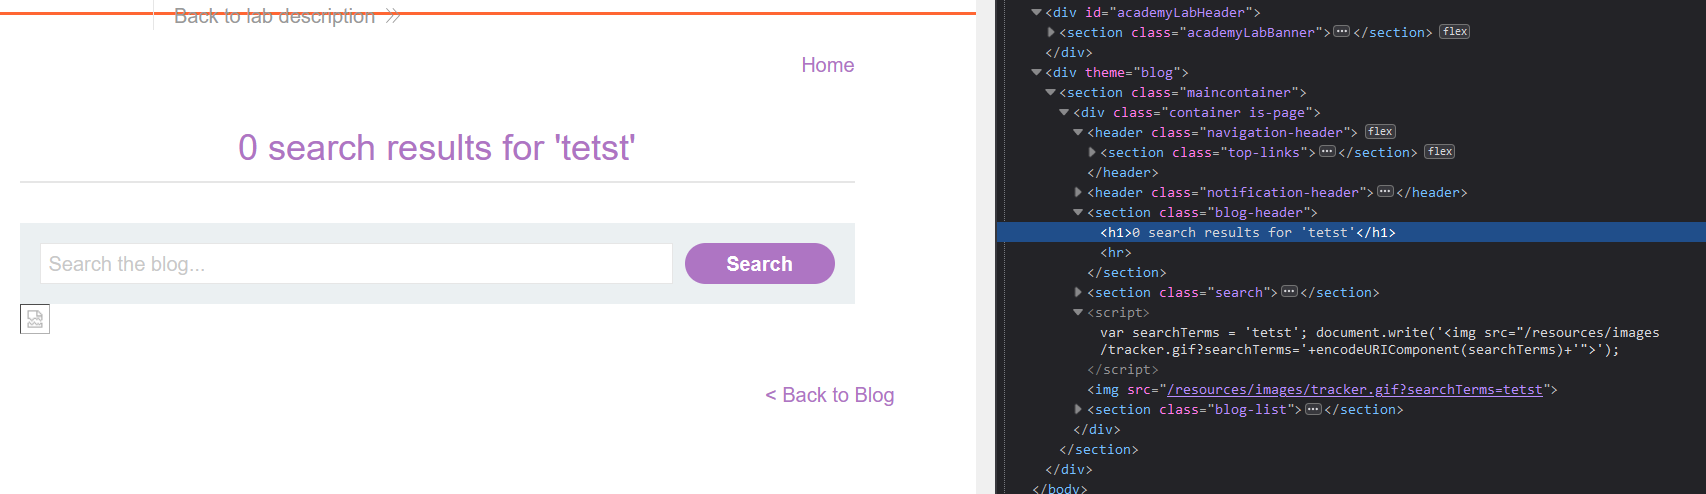 Back to lab description
Home
0 search results for 'tetst'
Search the blog...
Search
< Back to Blog
<div id="academyLabHeader">
<section class="academyLabBanner"> ··· </section> flex
</div>
<div theme="blog">
<section class="maincontainer">
<div class="container is-page">
<header class="navigation-header"> flex
<section class="top-links"> ··· </section> flex
</header>
<header class="notification-header"> ··· </header>
<section class="blog-header">
<h1>0 search results for 'tetst'</h1>
<hr>
</section>
<section class="search"> ··· </section>
<script>
var searchTerms = 'tetst'; document.write('<img src="/resources/images
/tracker.gif?searchTerms='+encodeURIComponent(searchTerms)+'">');
</script>
<img src="/resources/images/tracker.gif?searchTerms=tetst">
<section class="blog-list"> ··· </section>
</div>
</section>
</div>
</body>